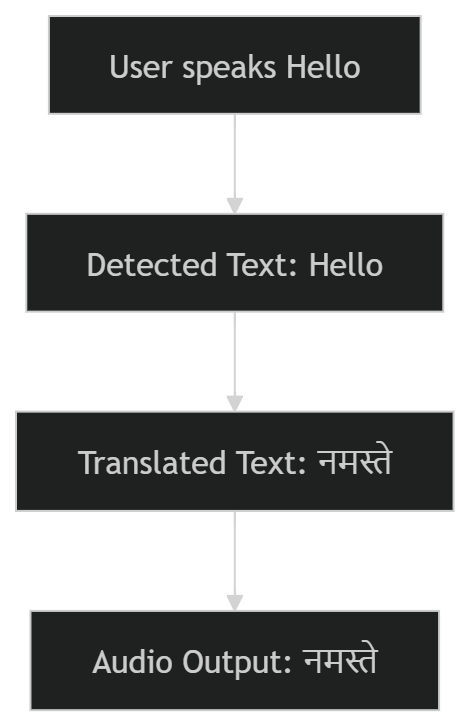 User speaks Hello
Detected Text: Hello
Translated Text: नमस्ते
Audio Output: नमस्ते